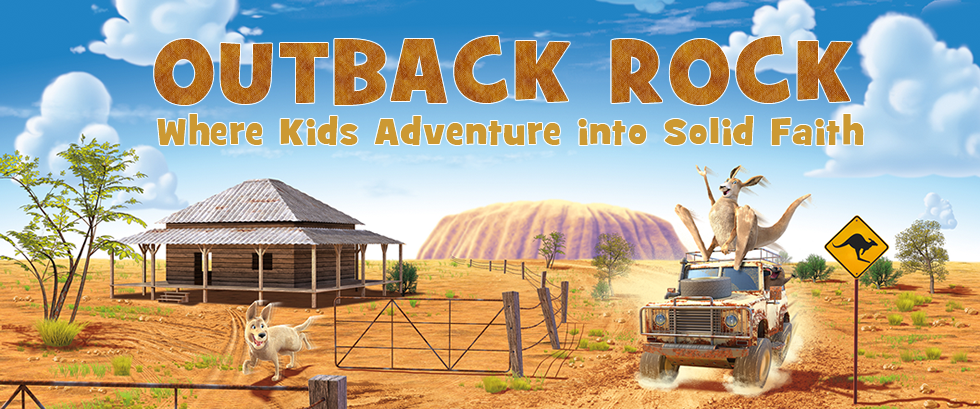 OUTBACK ROCK
Where Kids Adventure into Solid Faith